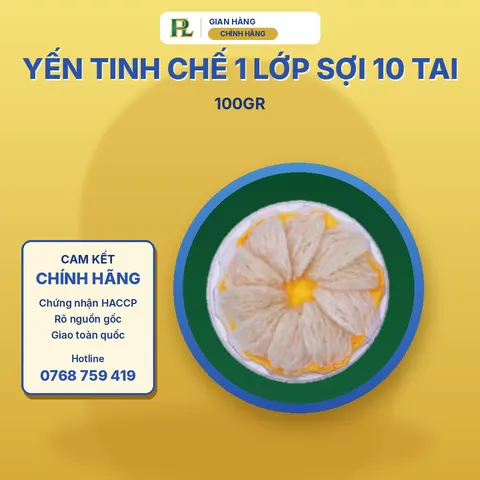 PL
GIAN HÀNG
CHÍNH HÃNG
YẾN TINH CHẾ 1 LỚP SỢI 10 TAI
100GR
CAM KẾT
CHÍNH HÃNG
Chứng nhận HACCP
Rõ nguồn gốc
Giao toàn quốc
Hotline
0768 759 419